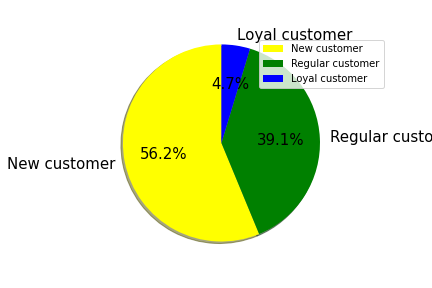 Loyal customer
New customer
Regular customer
Loyal customer
4.7%
39.1%
Regular custo
56.2%
New customer